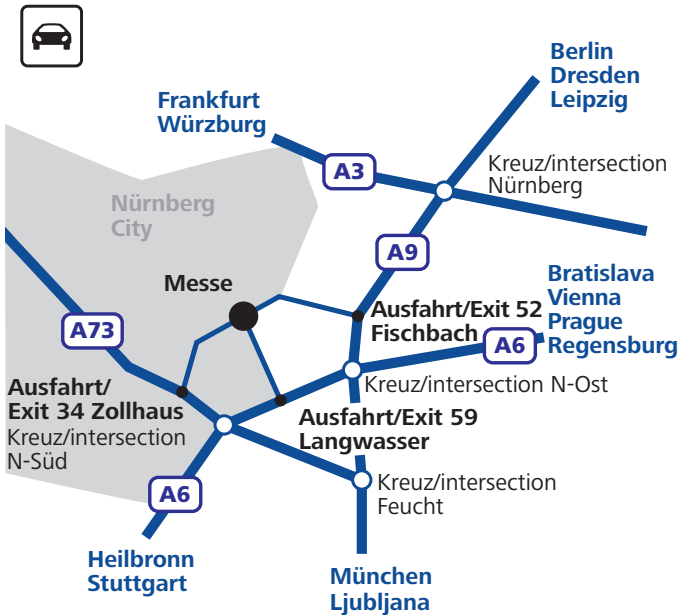 Berlin
Dresden
Leipzig
Frankfurt
Würzburg
Kreuz/intersection
Nürnberg
A3
Nürnberg
City
A9
Messe
Bratislava
Vienna
Prague
Regensburg
Ausfahrt/Exit 52
Fischbach
A73
A6
Ausfahrt/
Exit 34 Zollhaus
Kreuz/intersection
N-Süd
Kreuz/intersection N-Ost
Ausfahrt/Exit 59
Langwasser
A6
Kreuz/intersection
Feucht
Heilbronn
Stuttgart
München
Ljubljana